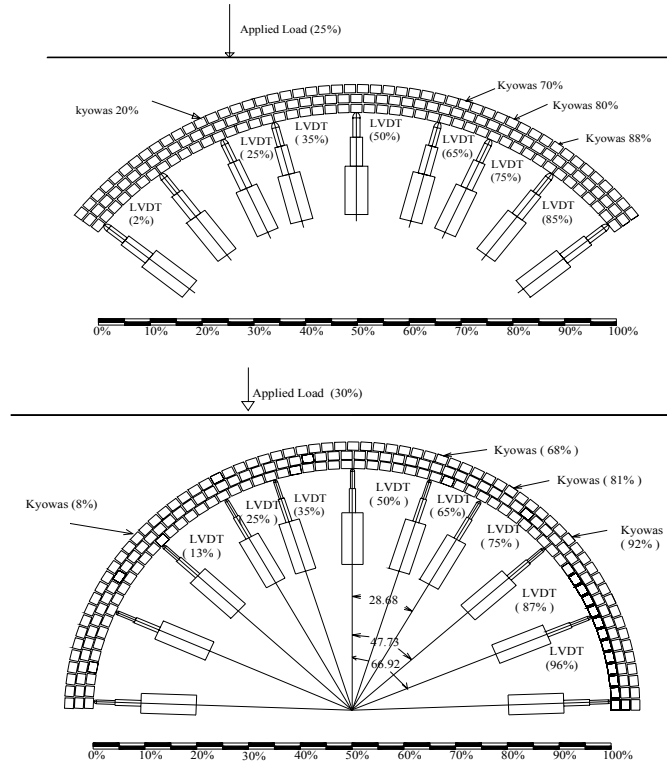 Applied Load (25%)
Kyowas 70%
kyowas 20%
Kyowas 80%
Kyowas 88%
LVDT
( 25%)
LVDT
( 35%)
LVDT
(50%)
LVDT
(65%)
LVDT
(75%)
LVDT
(2%)
LVDT
(85%)
0% 10% 20% 30% 40% 50% 60% 70% 80% 90% 100%
Applied Load (30%)
Kyowas ( 68% )
Kyowas ( 81% )
Kyowas (8%)
Kyowas
( 92% )
LVDT
( 13% )
LVDT
( 25% )
LVDT
(35%)
LVDT
( 50% )
LVDT
( 65%)
LVDT
( 75% )
LVDT
( 87% )
LVDT
(96%)
28.68
47.73
66.92
0% 10% 20% 30% 40% 50% 60% 70% 80% 90% 100%